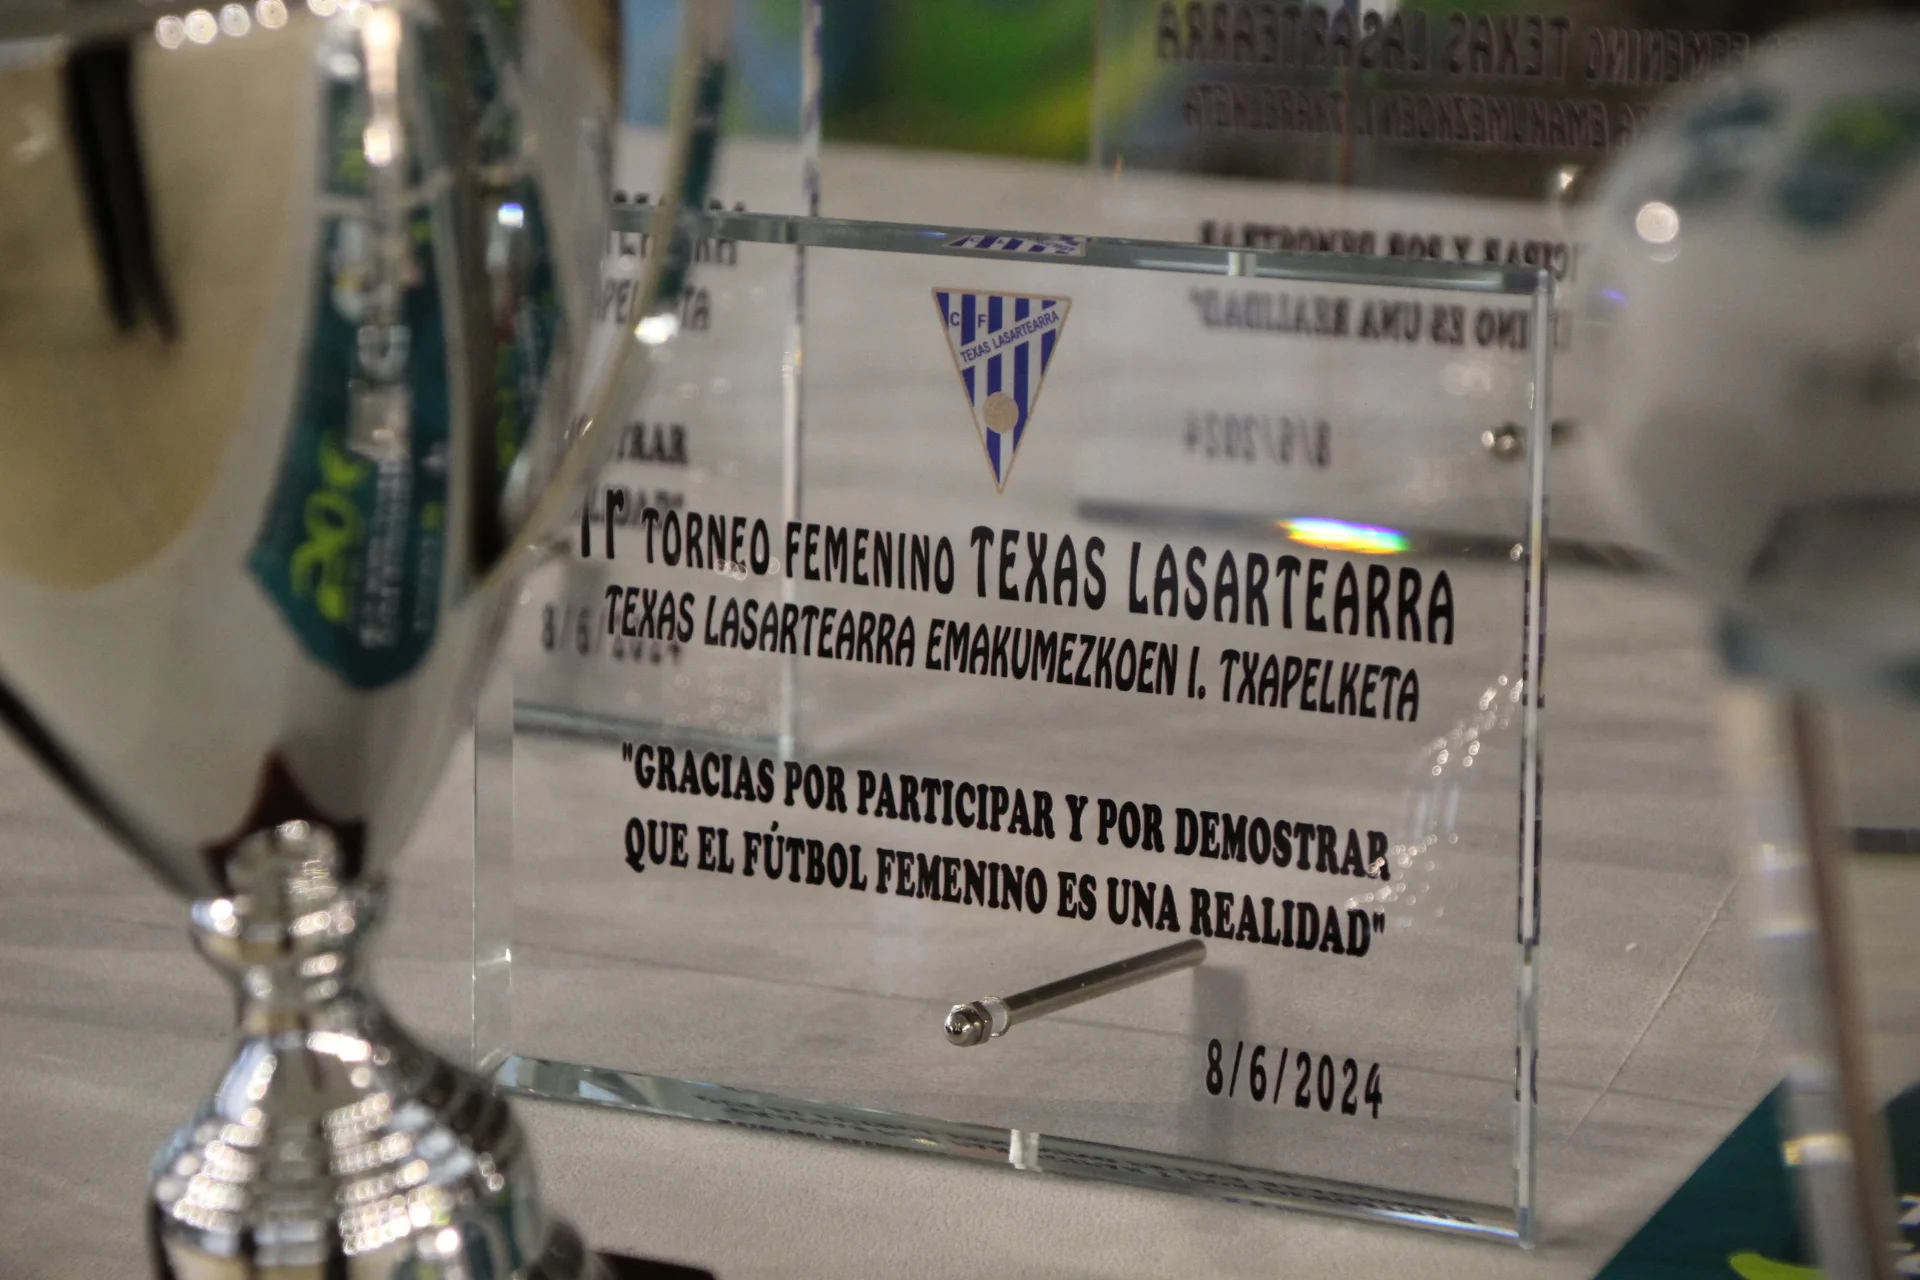 C F
TEXAS LASARTEARRA
1r TORNEO FEMENINO TEXAS LASARTEARRA
TEXAS LASARTEARRA EMAKUMEZKOEN I. TXAPELKETA
"GRACIAS POR PARTICIPAR Y POR DEMOSTRAR
QUE EL FÚTBOL FEMENINO ES UNA REALIDAD"
8/6/2024